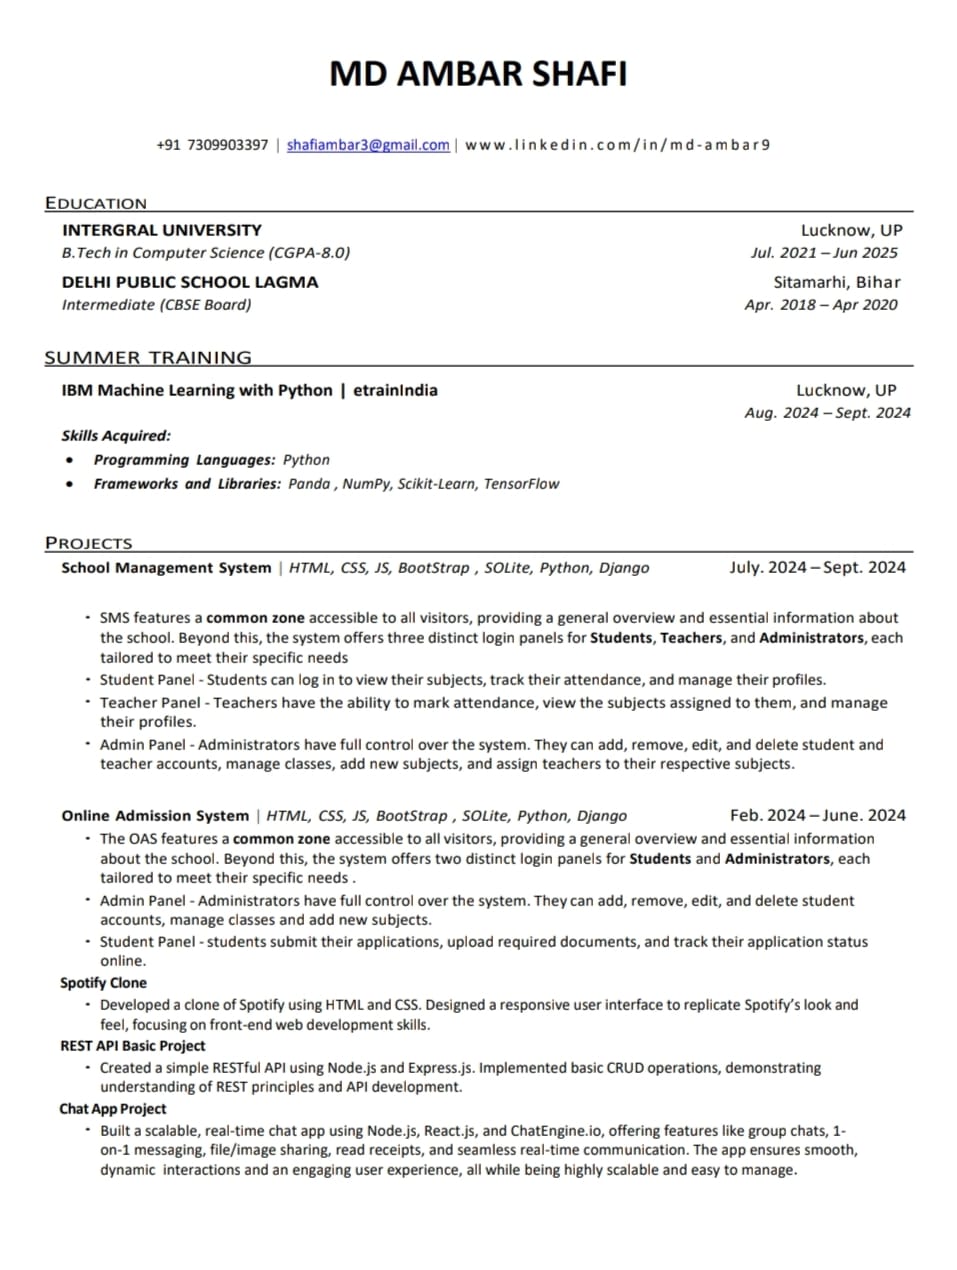 MD AMBAR SHAFI
+91 7309903397 | shafiambar3@gmail.com | www.linkedin.com/in/md-ambar9
EDUCATION
INTERGRAL UNIVERSITY Lucknow, UP
B.Tech in Computer Science (CGPA-8.0) Jul. 2021 – Jun 2025
DELHI PUBLIC SCHOOL LAGMA Sitamarhi, Bihar
Intermediate (CBSE Board) Apr. 2018 – Apr 2020
SUMMER TRAINING
IBM Machine Learning with Python | etrainIndia Lucknow, UP
Aug. 2024 – Sept. 2024
Skills Acquired:
• Programming Languages: Python
• Frameworks and Libraries: Panda , NumPy, Scikit-Learn, TensorFlow
PROJECTS
School Management System | HTML, CSS, JS, BootStrap , SOLite, Python, Django July. 2024 – Sept. 2024
- SMS features a common zone accessible to all visitors, providing a general overview and essential information about
the school. Beyond this, the system offers three distinct login panels for Students, Teachers, and Administrators, each
tailored to meet their specific needs
- Student Panel - Students can log in to view their subjects, track their attendance, and manage their profiles.
- Teacher Panel - Teachers have the ability to mark attendance, view the subjects assigned to them, and manage
their profiles.
- Admin Panel - Administrators have full control over the system. They can add, remove, edit, and delete student and
teacher accounts, manage classes, add new subjects, and assign teachers to their respective subjects.
Online Admission System | HTML, CSS, JS, BootStrap , SOLite, Python, Django Feb. 2024 – June. 2024
- The OAS features a common zone accessible to all visitors, providing a general overview and essential information
about the school. Beyond this, the system offers two distinct login panels for Students and Administrators, each
tailored to meet their specific needs .
- Admin Panel - Administrators have full control over the system. They can add, remove, edit, and delete student
accounts, manage classes and add new subjects.
- Student Panel - students submit their applications, upload required documents, and track their application status
online.
Spotify Clone
- Developed a clone of Spotify using HTML and CSS. Designed a responsive user interface to replicate Spotify’s look and
feel, focusing on front-end web development skills.
REST API Basic Project
- Created a simple RESTful API using Node.js and Express.js. Implemented basic CRUD operations, demonstrating
understanding of REST principles and API development.
Chat App Project
- Built a scalable, real-time chat app using Node.js, React.js, and ChatEngine.io, offering features like group chats, 1-
on-1 messaging, file/image sharing, read receipts, and seamless real-time communication. The app ensures smooth,
dynamic interactions and an engaging user experience, all while being highly scalable and easy to manage.